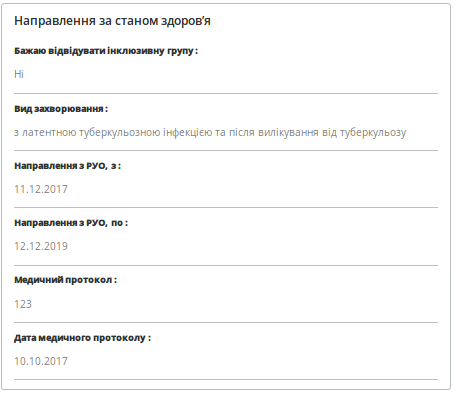 Направлення за станом здоров’я
Бажаю відвідувати інклюзивну групу :
Ні
Вид захворювання :
з латентною туберкульозною інфекцією та після вилікування від туберкульозу
Направлення з РУО, з :
11.12.2017
Направлення з РУО, по :
12.12.2019
Медичний протокол :
123
Дата медичного протоколу :
10.10.2017